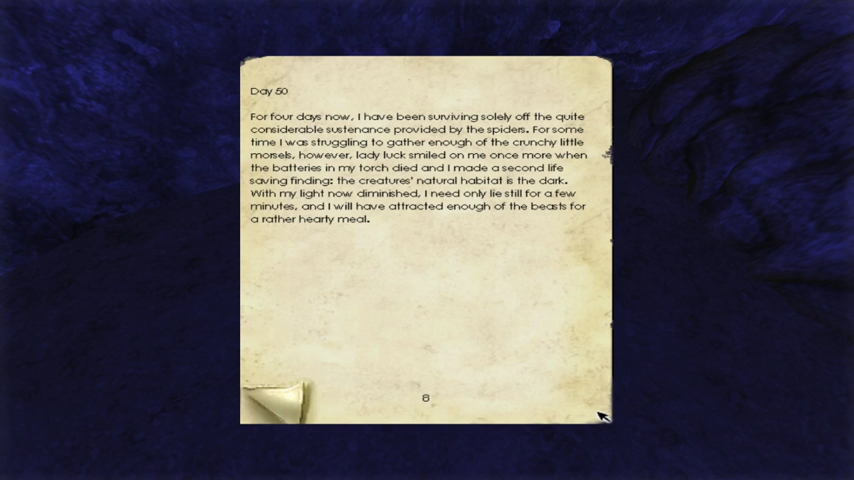 Day 50
For four days now, I have been surviving solely off the quite
considerable sustenance provided by the spiders. For some
time I was struggling to gather enough of the crunchy little
morsels, however, lady luck smiled on me once more when
the batteries in my torch died and I made a second life
saving finding: the creatures' natural habitat is the dark.
With my light now diminished, I need only lie still for a few
minutes, and I will have attracted enough of the beasts for
a rather hearty meal.
8